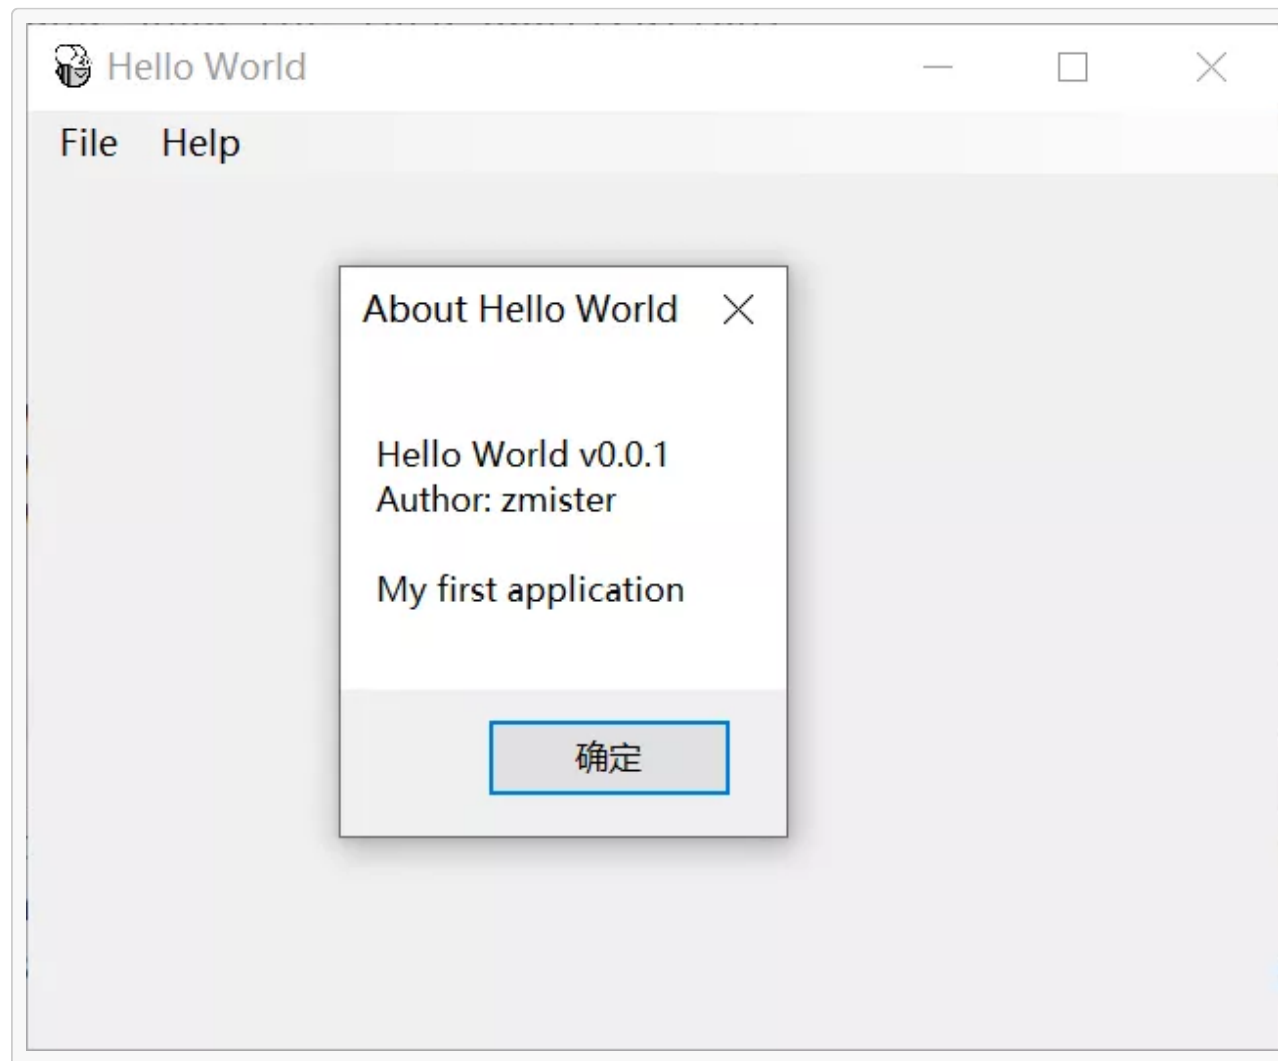 Hello World
File Help
About Hello World
Hello World v0.0.1
Author: zmister
My first application
确定